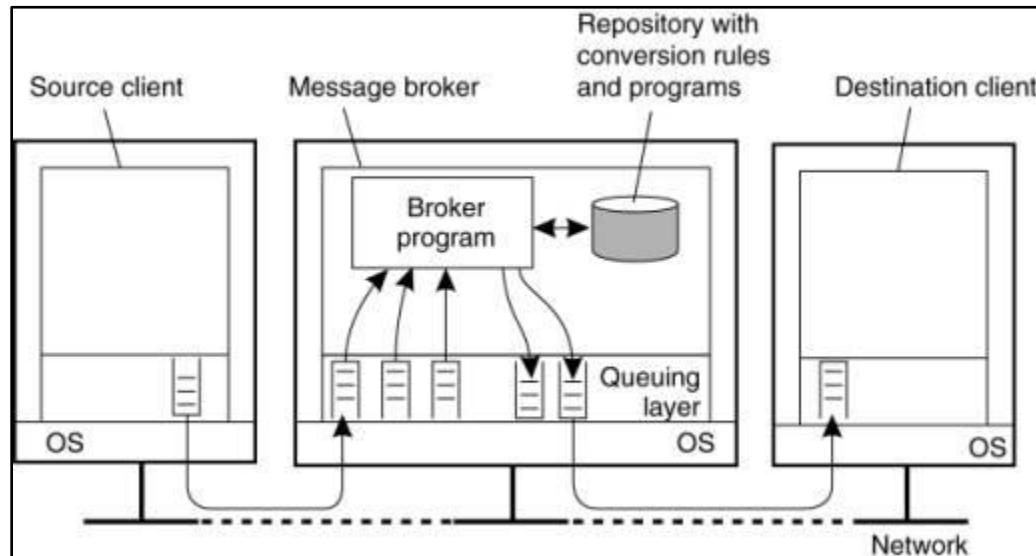 Repository with
conversion rules
and programs
Source client
Message broker
Destination client
Broker
program
Queuing
layer
OS
OS
OS
Network